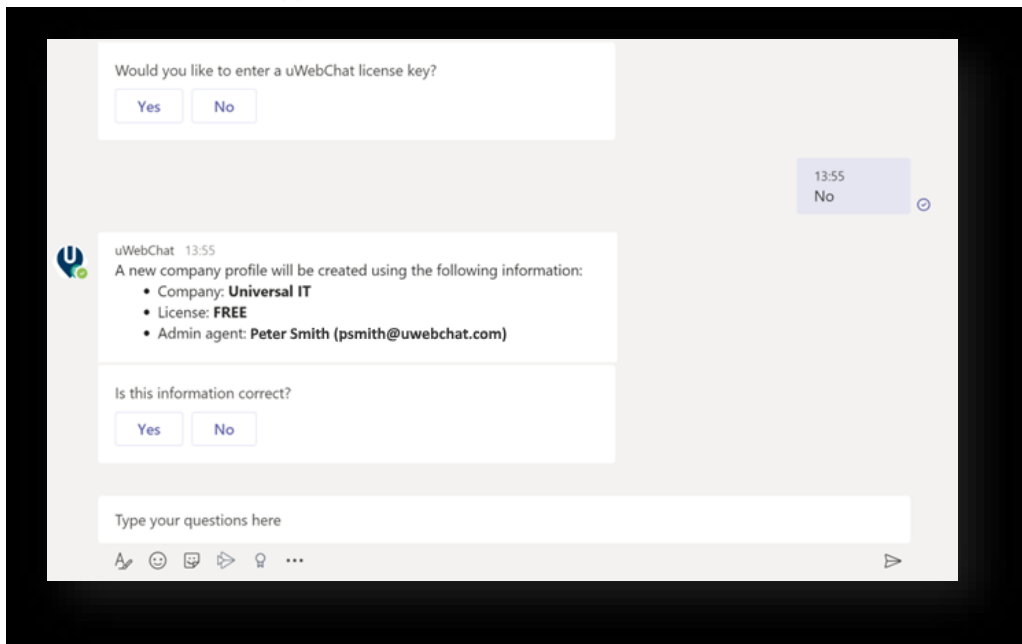 Would you like to enter a uWebChat license key?
Yes No
13:55
No
uWebChat 13:55
A new company profile will be created using the following information:
• Company: Universal IT
• License: FREE
• Admin agent: Peter Smith (psmith@uwebchat.com)
Is this information correct?
Yes No
Type your questions here